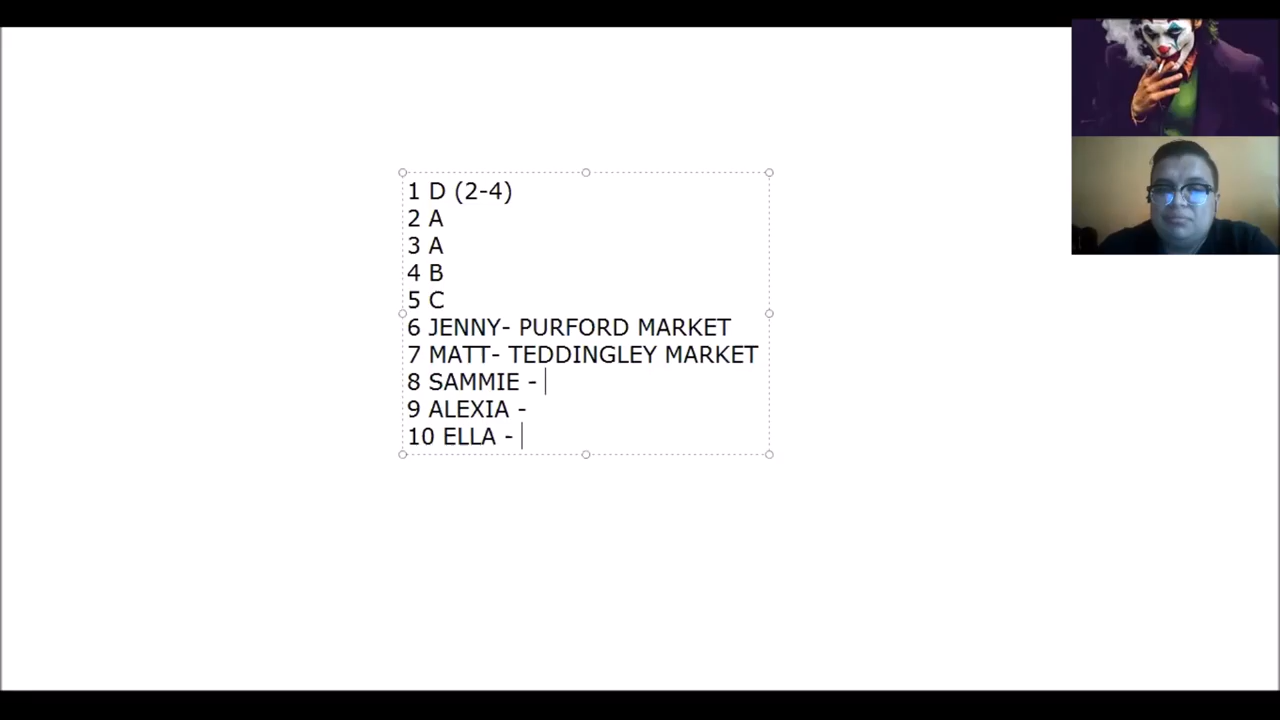 1 D (2-4)
2 A
3 A
4 B
5 C
6 JENNY- PURFORD MARKET
7 MATT- TEDDINGLEY MARKET
8 SAMMIE -
9 ALEXIA -
10 ELLA -